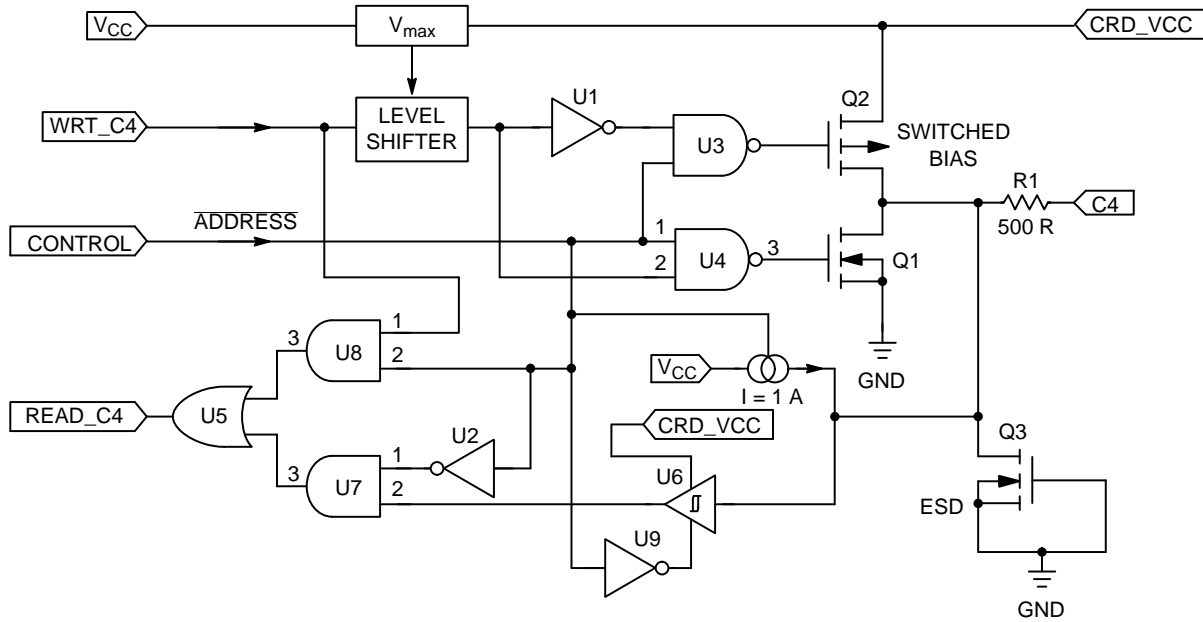 VCC
Vmax
CRD_VCC
WRT_C4
LEVEL
SHIFTER
U1
U3
Q2
SWITCHED
BIAS
R1
500 R
C4
CONTROL
ADDRESS
1
2
U4
3
Q1
GND
3
U8
1
2
VCC
I = 1 A
CRD_VCC
READ_C4
U5
U2
U6
Q3
3
U7
1
2
ESD
U9
GND